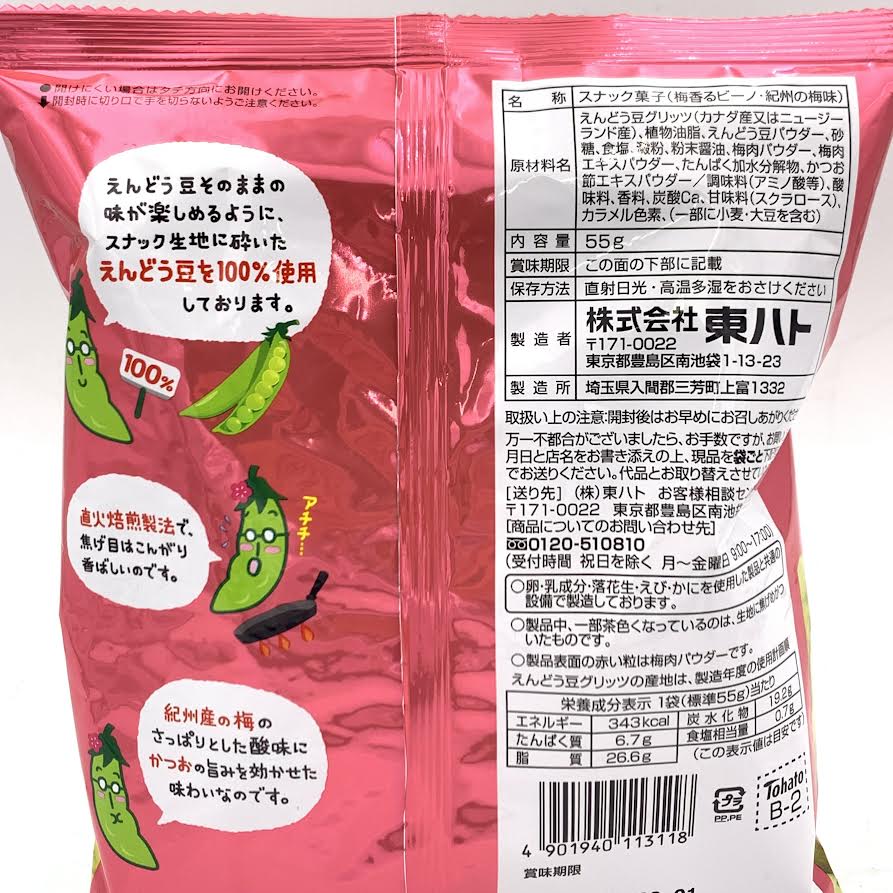 ●開けにくい場合はタテ方向にお開けください。
開封時に切り口で手を切らないようご注意ください。
えんどう豆そのままの
味が楽しめるように、
スナック生地に砕いた
えんどう豆を100%使用
しております。
100%
直火焙煎製法で、
焦げ目はこんがり
香ばしいのです。
アチチ…
紀州産の梅の
さっぱりとした酸味に
かつおの旨みを効かせた
味わいなのです。
名 称 スナック菓子(梅香るビーノ・紀州の梅味)
原材料名
えんどう豆グリッツ(カナダ産又はニュージー
ランド産)、植物油脂、えんどう豆パウダー、砂
糖、食塩、澱粉、粉末醤油、梅肉パウダー、梅肉
エキスパウダー、たんぱく加水分解物、かつお
節エキスパウダー/調味料(アミノ酸等)、酸
味料、香料、炭酸Ca、甘味料(スクラロース)、
カラメル色素、(一部に小麦・大豆を含む)
内容量 55g
賞味期限 この面の下部に記載
保存方法 直射日光・高温多湿をおさけください
製造者 株式会社 東ハト
〒171-0022
東京都豊島区南池袋1-13-23
製造所 埼玉県入間郡三芳町上富1332
取扱い上の注意:開封後はお早めにお召しあがりくだ
万一不都合がございましたら、お手数ですが、お買
月日と店名をお書き添えの上、現品を袋ごと下
でお送りください。代品とお取り替えさせてい
[送り先] (株)東ハト お客様相談セン
〒171-0022 東京都豊島区南池
[商品についてのお問い合わせ先]
0120-510810
(受付時間 祝日を除く 月~金曜日 9:00~17:00)
○卵・乳成分・落花生・えび・かにを使用した製品と共通の
設備で製造しております。
○製品中、一部茶色くなっているのは、生地に焦げめがつ
いたものです。
○製品表面の赤い粒は梅肉パウダーです。
えんどう豆グリッツの産地は、製造年度の使用計画順
栄養成分表示 1袋(標準55g)当たり
エネルギー 343kcal 炭水化物 19.2g
たんぱく質 6.7g 食塩相当量 0.7g
脂 質 26.6g (この表示値は目安です)
4 901940 113118
プラ
PP,PE
Tohato
B-2
賞味期限